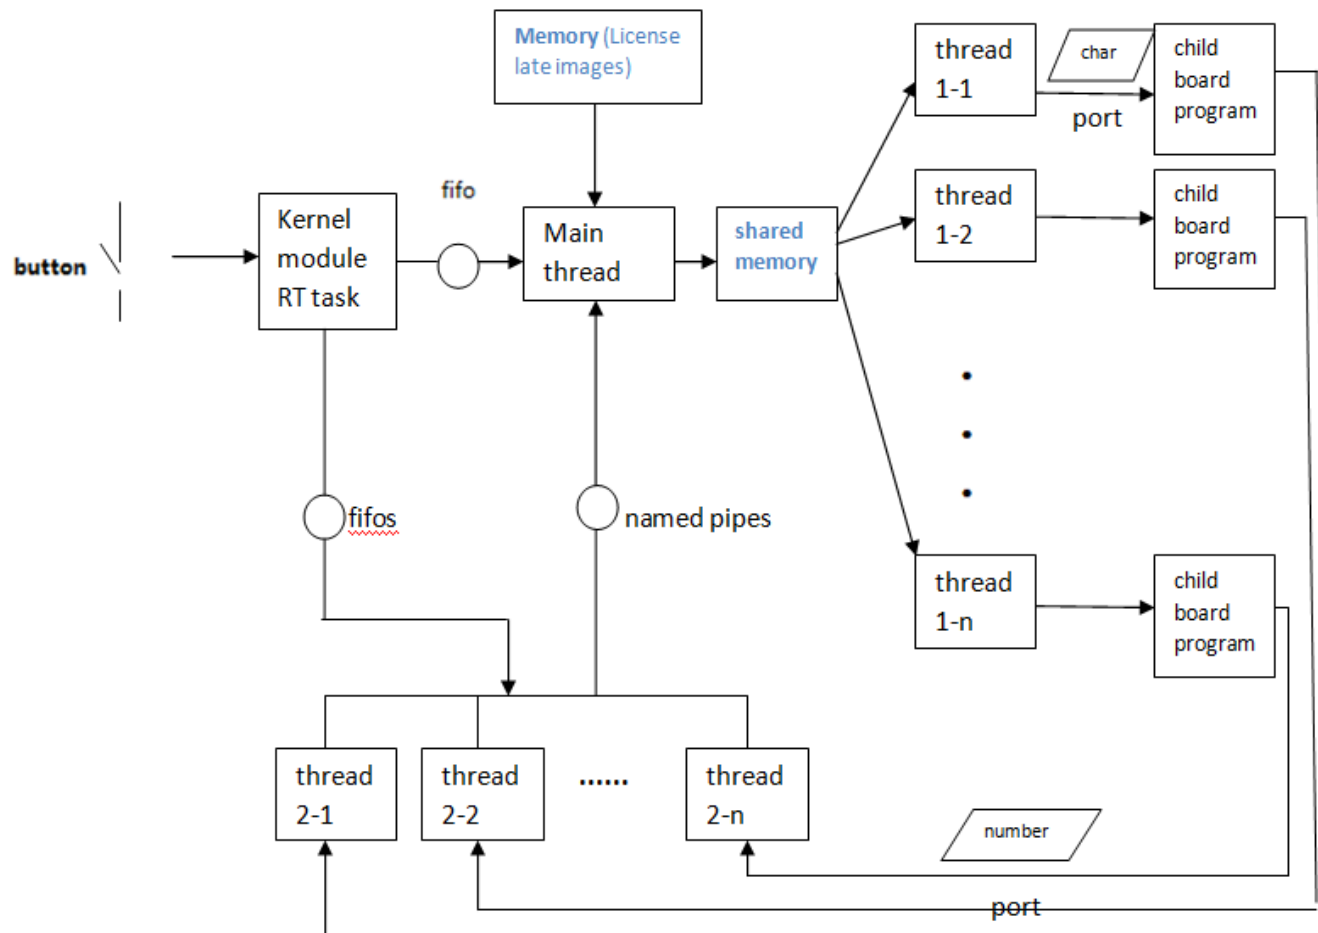 Memory (License
late images)
thread
1-1
char
port
child
board
program
fifo
thread
1-2
child
board
program
button
Kernel
module
RT task
Main
thread
shared
memory
•
•
•
fifos
named pipes
thread
1-n
child
board
program
thread
2-1
thread
2-2
......
thread
2-n
number
port